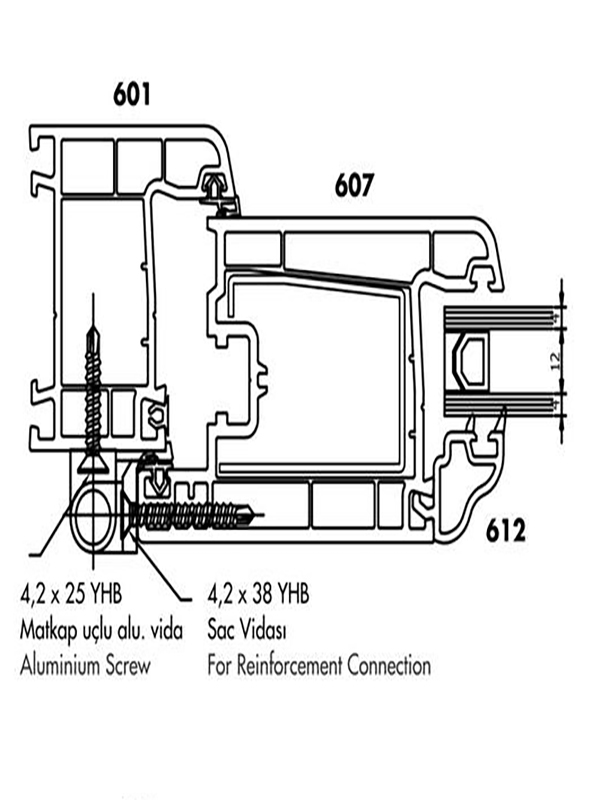 601
607
4
12
4
612
4,2 x 25 YHB
Matkap uçlu alu. vida
Aluminium Screw
4,2 x 38 YHB
Sac Vidası
For Reinforcement Connection